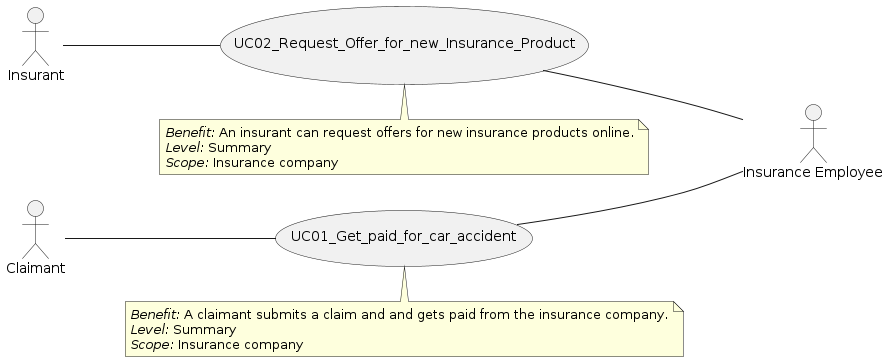 Insurant
UC02_Request_Offer_for_new_Insurance_Product
Benefit: An insurant can request offers for new insurance products online.
Level: Summary
Scope: Insurance company
Insurance Employee
Claimant
UC01_Get_paid_for_car_accident
Benefit: A claimant submits a claim and and gets paid from the insurance company.
Level: Summary
Scope: Insurance company